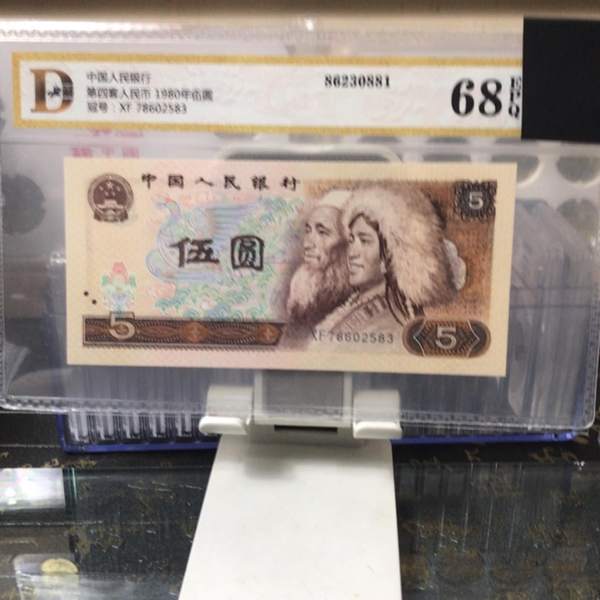 D
中国人民银行
第四套人民币 1980年伍圆
冠号：XF 78602583
86230881
68 EPQ
中国人民银行
5
伍圆
XF78602583
5
5